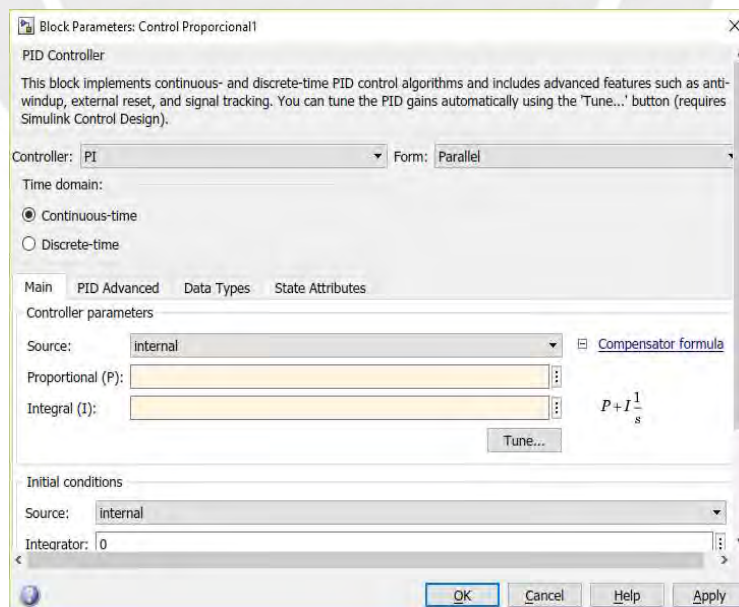 Block Parameters: Control Proporcional1
PID Controller
This block implements continuous- and discrete-time PID control algorithms and includes advanced features such as anti-
windup, external reset, and signal tracking. You can tune the PID gains automatically using the 'Tune...' button (requires
Simulink Control Design).
Controller: PI Form: Parallel
Time domain:
Continuous-time
Discrete-time
Main PID Advanced Data Types State Attributes
Controller parameters
Source: internal Compensator formula
Proportional (P):
Integral (I):
P+I 1/s
Tune...
Initial conditions
Source: internal
Integrator: 0
OK Cancel Help Apply